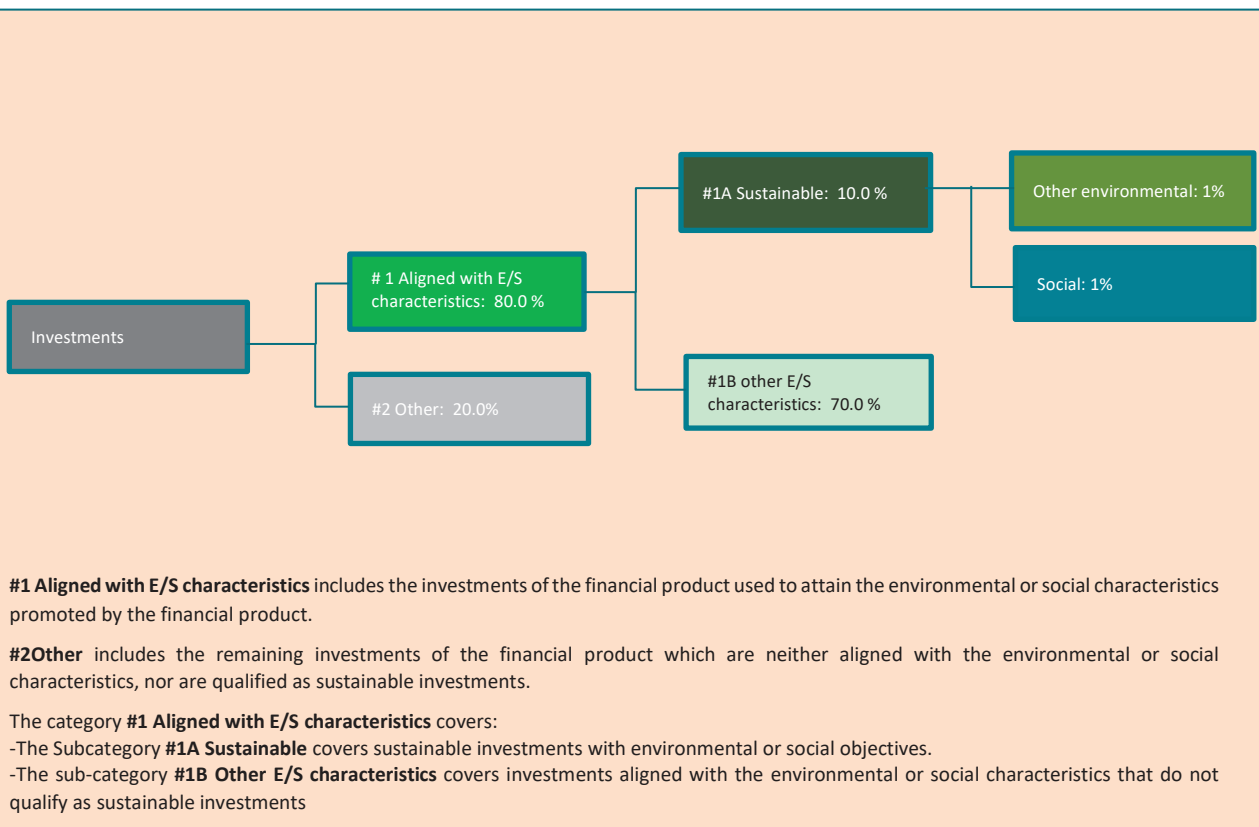 #1A Sustainable:  10.0 %
Other environmental: 1%
# 1 Aligned with E/S
characteristics:  80.0 %
Social: 1%
Investments
#1B other E/S
characteristics:  70.0 %
#2 Other:  20.0%
#1 Aligned with E/S characteristics includes the investments of the financial product used to attain the environmental or social characteristics
promoted by the financial product.
#2Other includes the remaining investments of the financial product which are neither aligned with the environmental or social
characteristics, nor are qualified as sustainable investments.
The category #1 Aligned with E/S characteristics covers:
-The Subcategory #1A Sustainable covers sustainable investments with environmental or social objectives.
-The sub-category #1B Other E/S characteristics covers investments aligned with the environmental or social characteristics that do not
qualify as sustainable investments